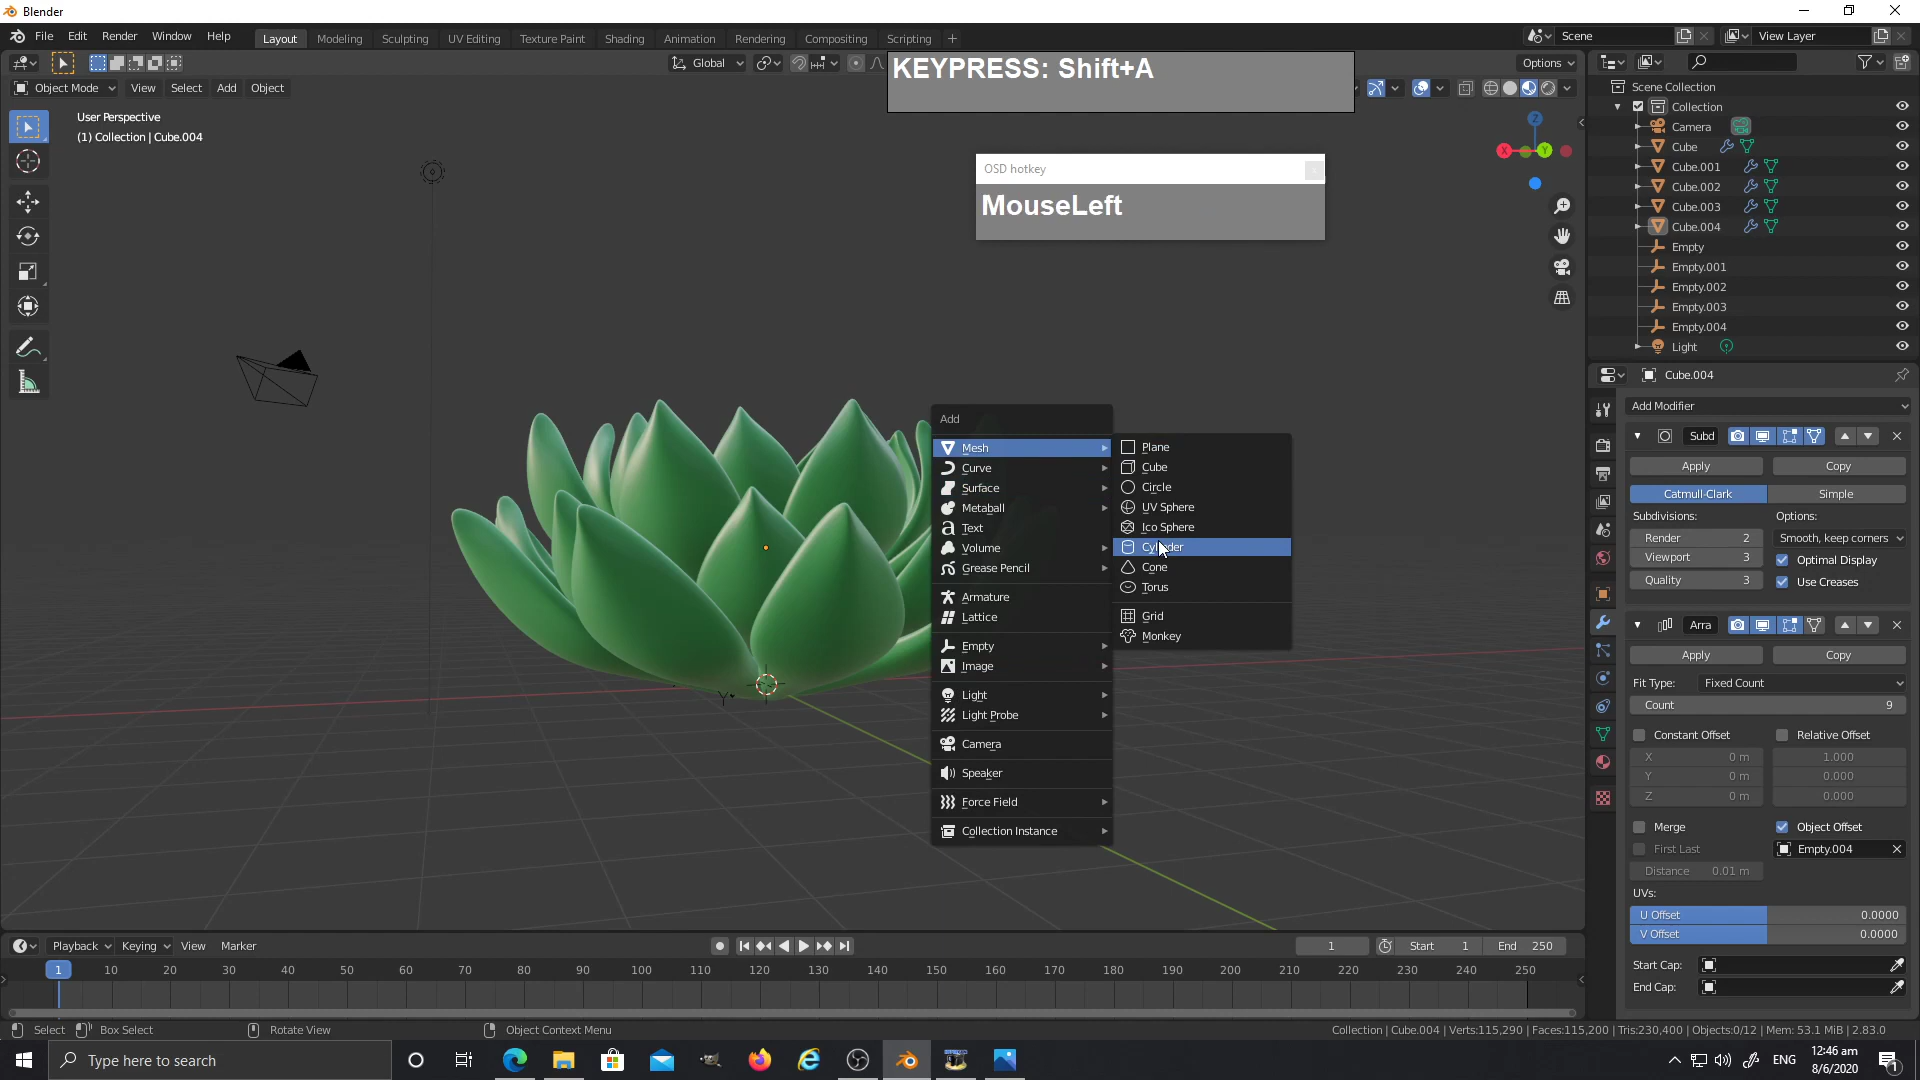 Blender
File Edit Render Window Help
Layout Modeling Sculpting UV Editing Texture Paint Shading Animation Rendering Compositing Scripting
Scene
View Layer
Global
Options
KEYPRESS: Shift+A
Object Mode View Select Add Object
User Perspective
(1) Collection | Cube.004
OSD hotkey
MouseLeft
Z
X
Y
Scene Collection
Collection
Camera
Cube
Cube.001
Cube.002
Cube.003
Cube.004
Empty
Empty.001
Empty.002
Empty.003
Empty.004
Light
Add
Mesh
Curve
Surface
Metaball
Text
Volume
Grease Pencil
Armature
Lattice
Empty
Image
Light
Light Probe
Camera
Speaker
Force Field
Collection Instance
Plane
Cube
Circle
UV Sphere
Ico Sphere
Cylinder
Cone
Torus
Grid
Monkey
Cube.004
Add Modifier
Subd
Apply Copy
Catmull-Clark Simple
Subdivisions: Options:
Render 2 Smooth, keep corners
Viewport 3 Optimal Display
Quality 3 Use Creases
Arra
Apply Copy
Fit Type: Fixed Count
Count 9
Constant Offset Relative Offset
X 0 m 1.000
Y 0 m 0.000
Z 0 m 0.000
Merge Object Offset
First Last Empty.004
Distance 0.01 m
UVs:
U Offset 0.0000
V Offset 0.0000
Start Cap:
End Cap:
Playback Keying View Marker
1 Start 1 End 250
1 10 20 30 40 50 60 70 80 90 100 110 120 130 140 150 160 170 180 190 200 210 220 230 240 250
Select Box Select Rotate View Object Context Menu
Collection | Cube.004 | Verts:115,290 | Faces:115,200 | Tris:230,400 | Objects:0/12 | Mem: 53.1 MiB | 2.83.0
Type here to search
ENG
12:46 am
8/6/2020
1